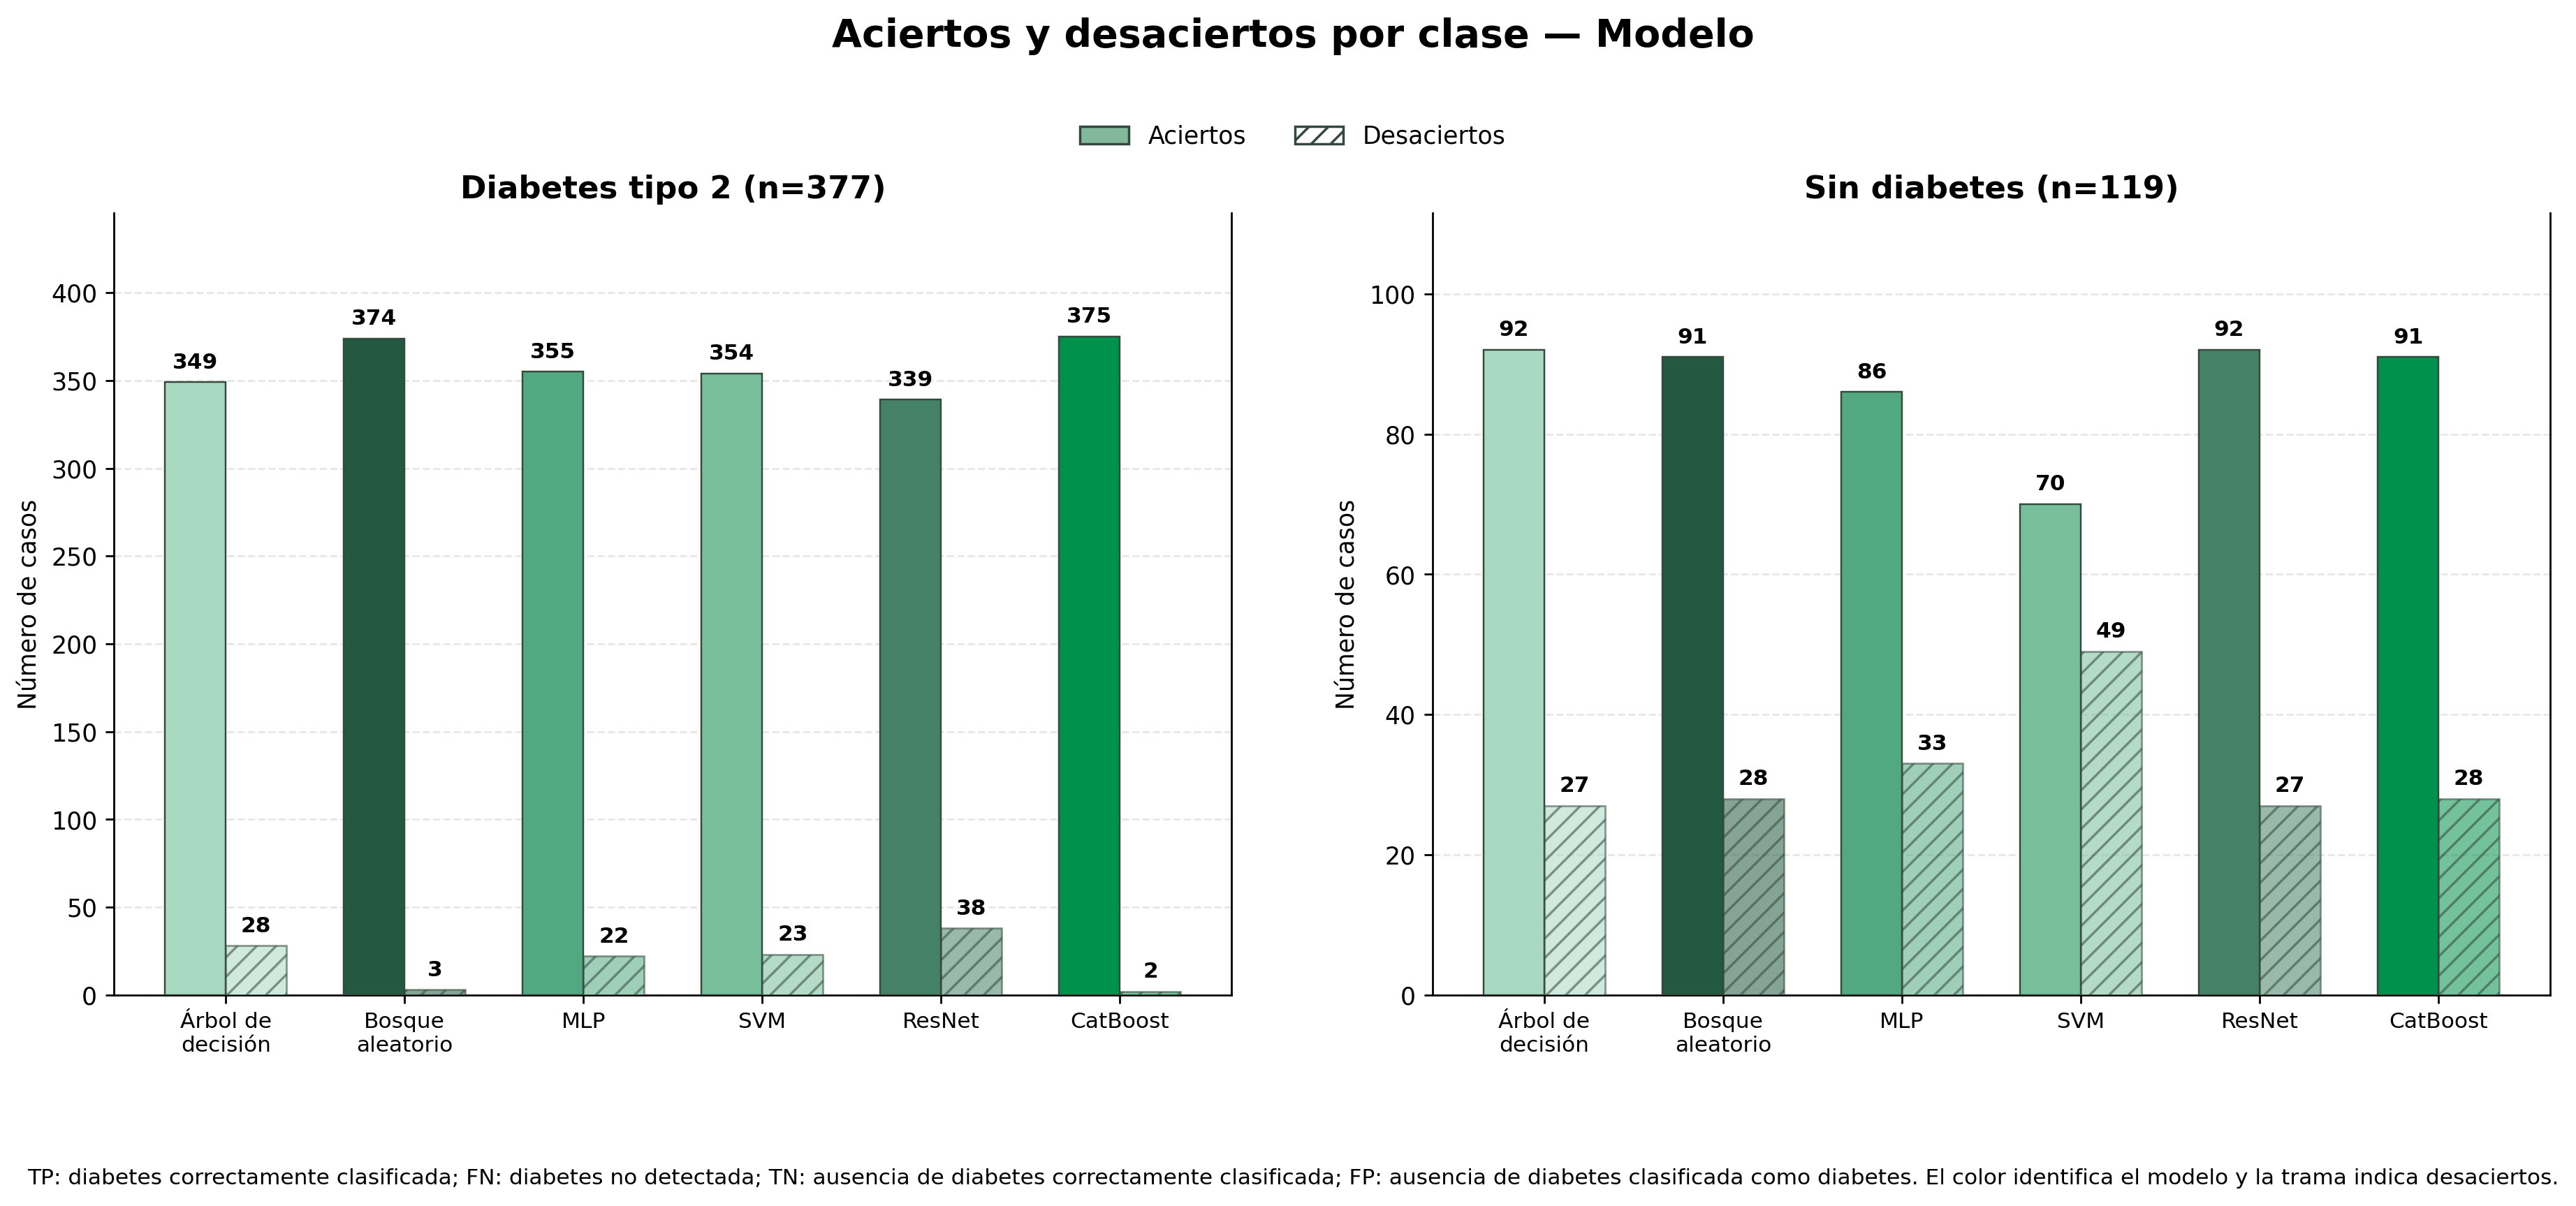 Aciertos y desaciertos por clase — Modelo
Aciertos
Desaciertos
Diabetes tipo 2 (n=377)
Número de casos
400
350
300
250
200
150
100
50
0
349
28
374
3
355
22
354
23
339
38
375
2
Árbol de
decisión
Bosque
aleatorio
MLP
SVM
ResNet
CatBoost
Sin diabetes (n=119)
Número de casos
100
80
60
40
20
0
92
27
91
28
86
33
70
49
92
27
91
28
Árbol de
decisión
Bosque
aleatorio
MLP
SVM
ResNet
CatBoost
TP: diabetes correctamente clasificada; FN: diabetes no detectada; TN: ausencia de diabetes correctamente clasificada; FP: ausencia de diabetes clasificada como diabetes. El color identifica el modelo y la trama indica desaciertos.